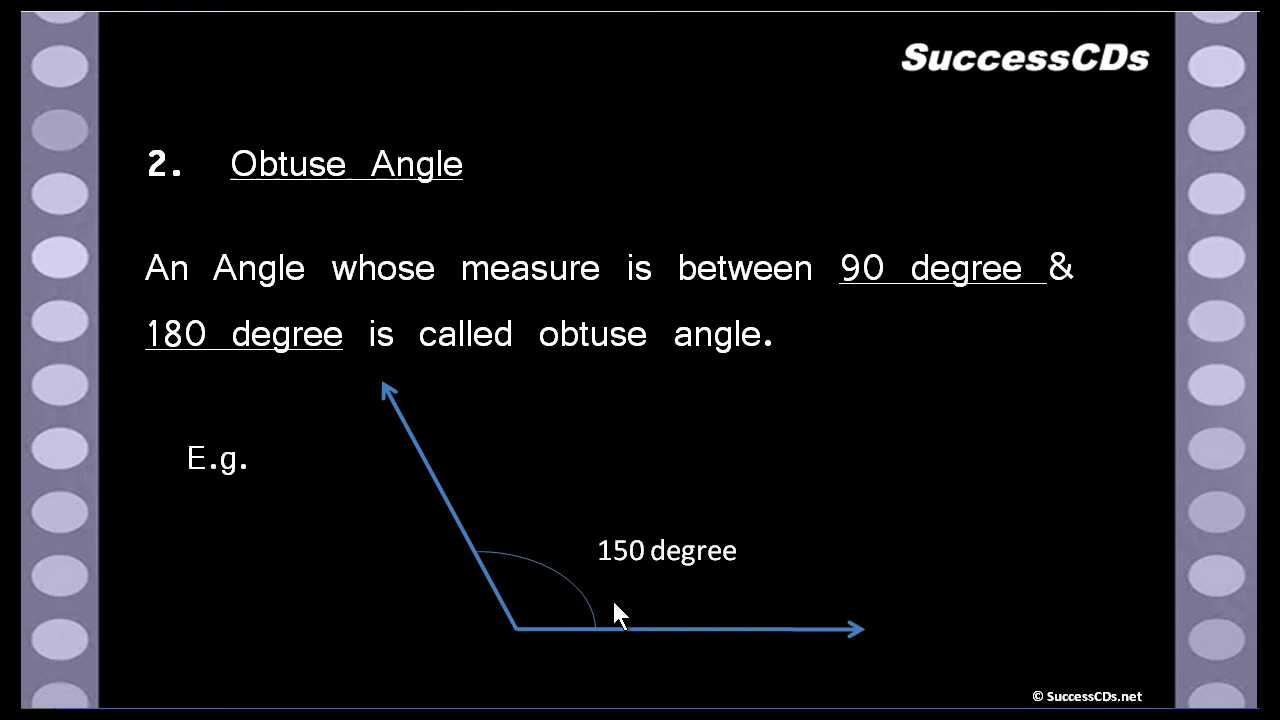 SuccessCDs
2. Obtuse Angle
An Angle whose measure is between 90 degree &
180 degree is called obtuse angle.
E.g.
150 degree
© SuccessCDs.net